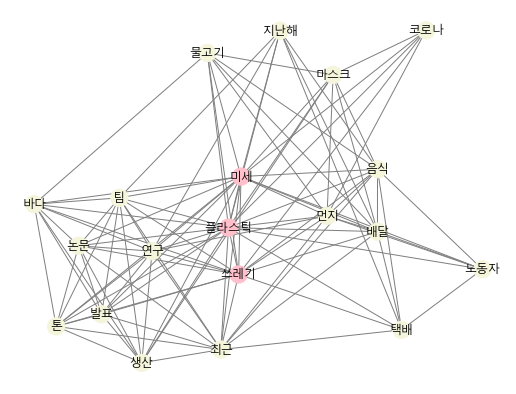 지난해
코로나
물고기
마스크
음식
미세
팀
바다
먼지
플라스틱
배달
논문
연구
노동자
쓰레기
발표
톤
택배
최근
생산